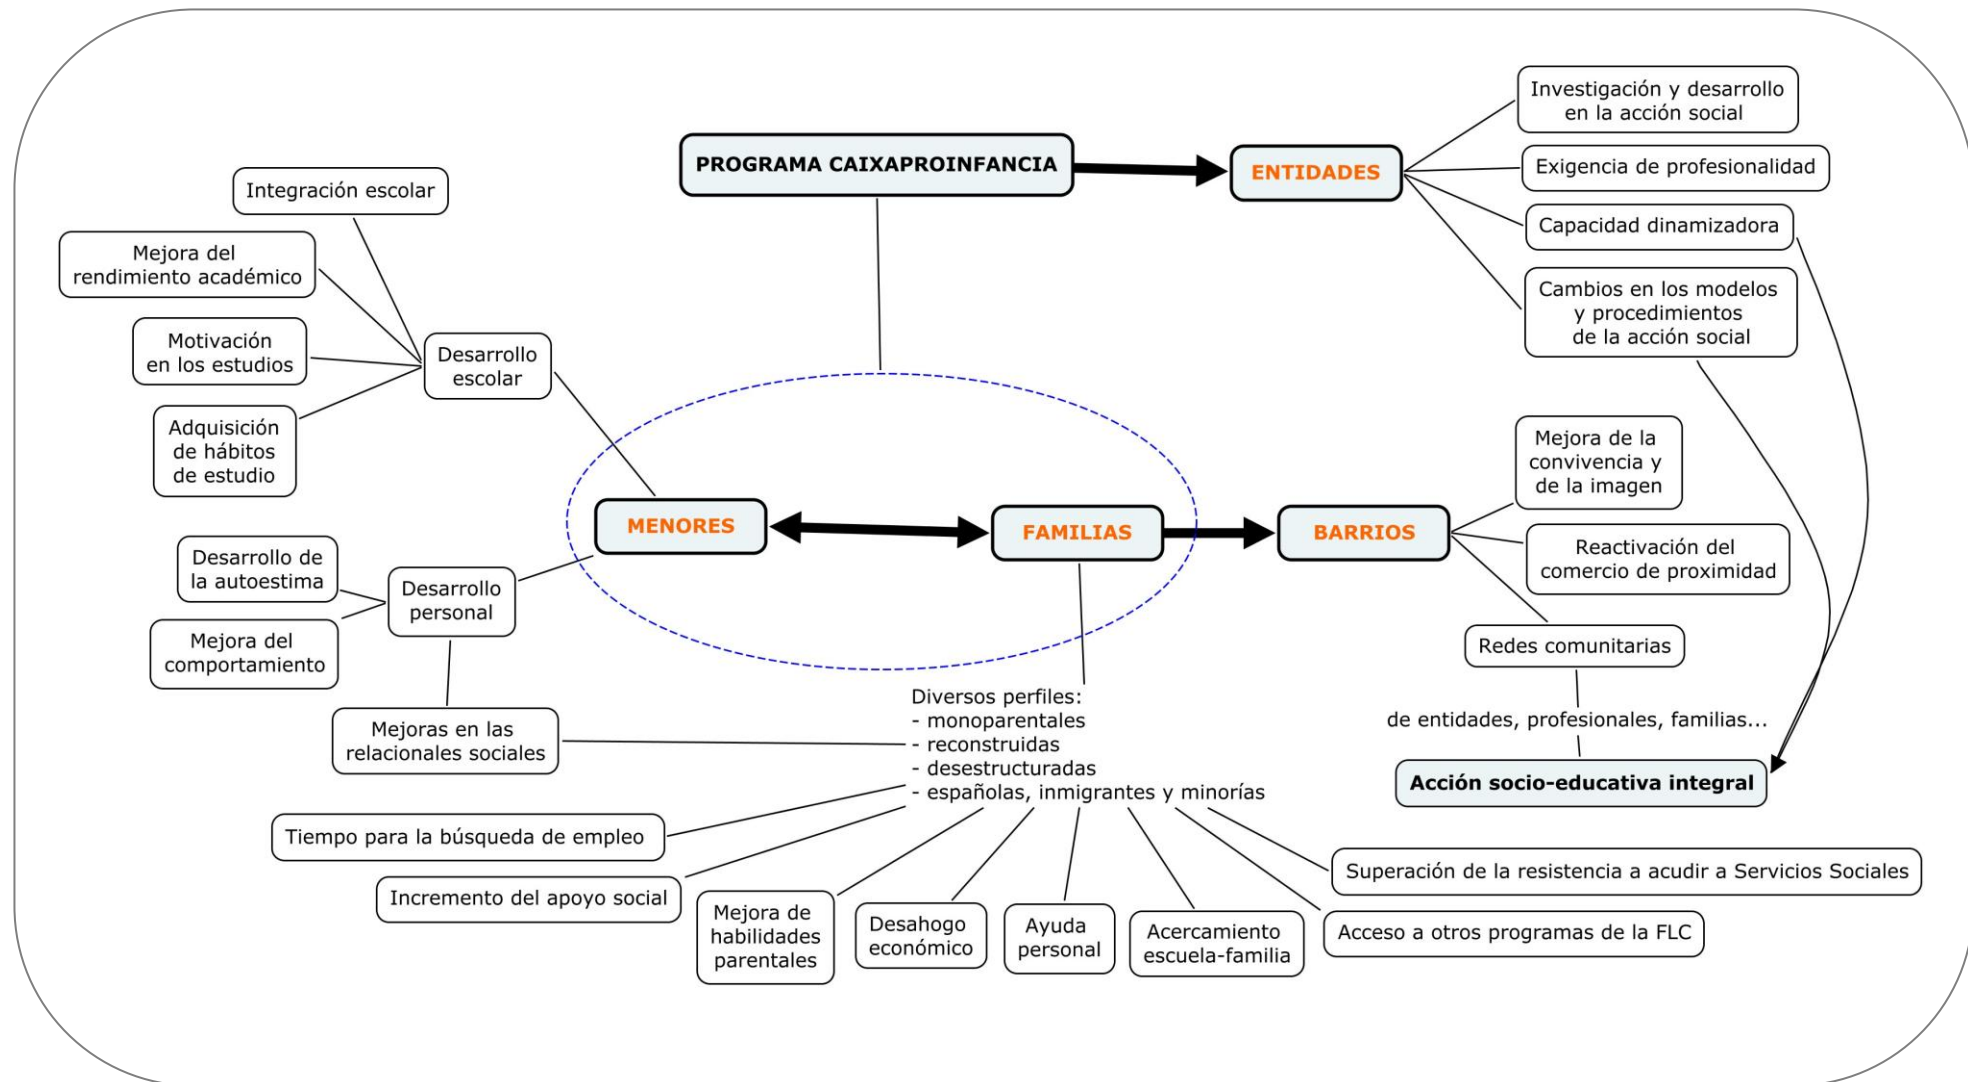 PROGRAMA CAIXAPROINFANCIA
ENTIDADES
Investigación y desarrollo
en la acción social
Exigencia de profesionalidad
Capacidad dinamizadora
Cambios en los modelos
y procedimientos
de la acción social
Integración escolar
Mejora del
rendimiento académico
Motivación
en los estudios
Adquisición
de hábitos
de estudio
Desarrollo
escolar
MENORES
FAMILIAS
BARRIOS
Mejora de la
convivencia y
de la imagen
Reactivación del
comercio de proximidad
Redes comunitarias
de entidades, profesionales, familias...
Acción socio-educativa integral
Desarrollo de
la autoestima
Mejora del
comportamiento
Desarrollo
personal
Mejoras en las
relacionales sociales
Diversos perfiles:
- monoparentales
- reconstruidas
- desestructuradas
- españolas, inmigrantes y minorías
Tiempo para la búsqueda de empleo
Incremento del apoyo social
Mejora de
habilidades
parentales
Desahogo
económico
Ayuda
personal
Acercamiento
escuela-familia
Acceso a otros programas de la FLC
Superación de la resistencia a acudir a Servicios Sociales